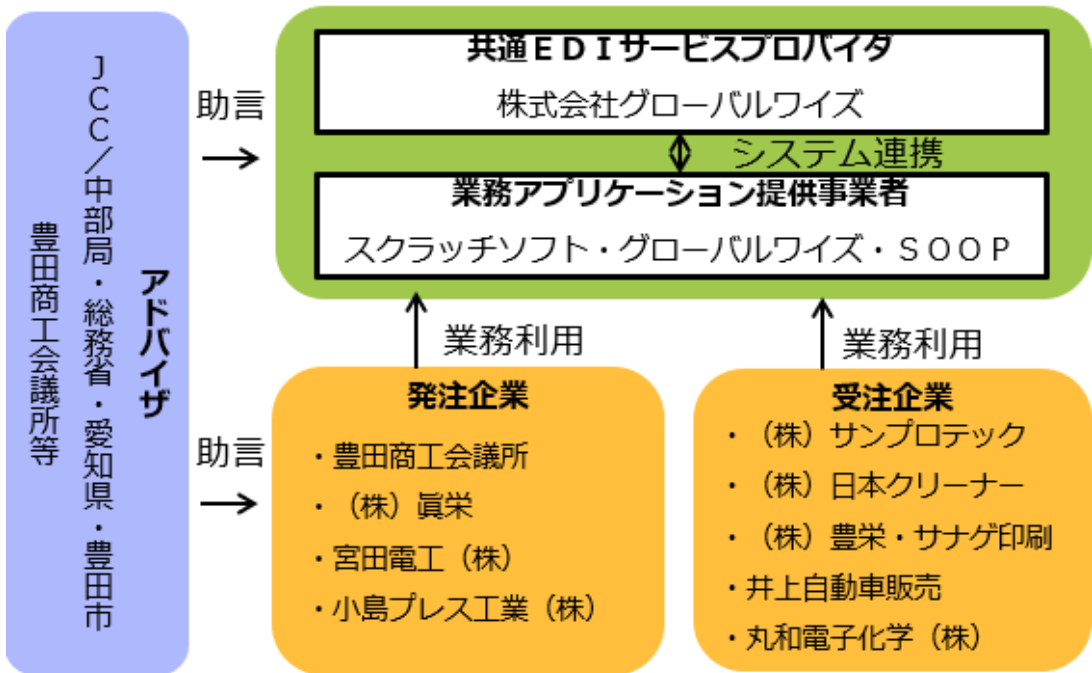 アドバイザ
JCC／中部局・総務省・愛知県・豊田市
豊田商工会議所等
助言
助言
共通ＥＤＩサービスプロバイダ
株式会社グローバルワイズ
システム連携
業務アプリケーション提供事業者
スクラッチソフト・グローバルワイズ・ＳＯＯＰ
業務利用
業務利用
発注企業
・豊田商工会議所
・（株）眞栄
・宮田電工（株）
・小島プレス工業（株）
受注企業
・（株）サンプロテック
・（株）日本クリーナー
・（株）豊栄・サナゲ印刷
・井上自動車販売
・丸和電子化学（株）